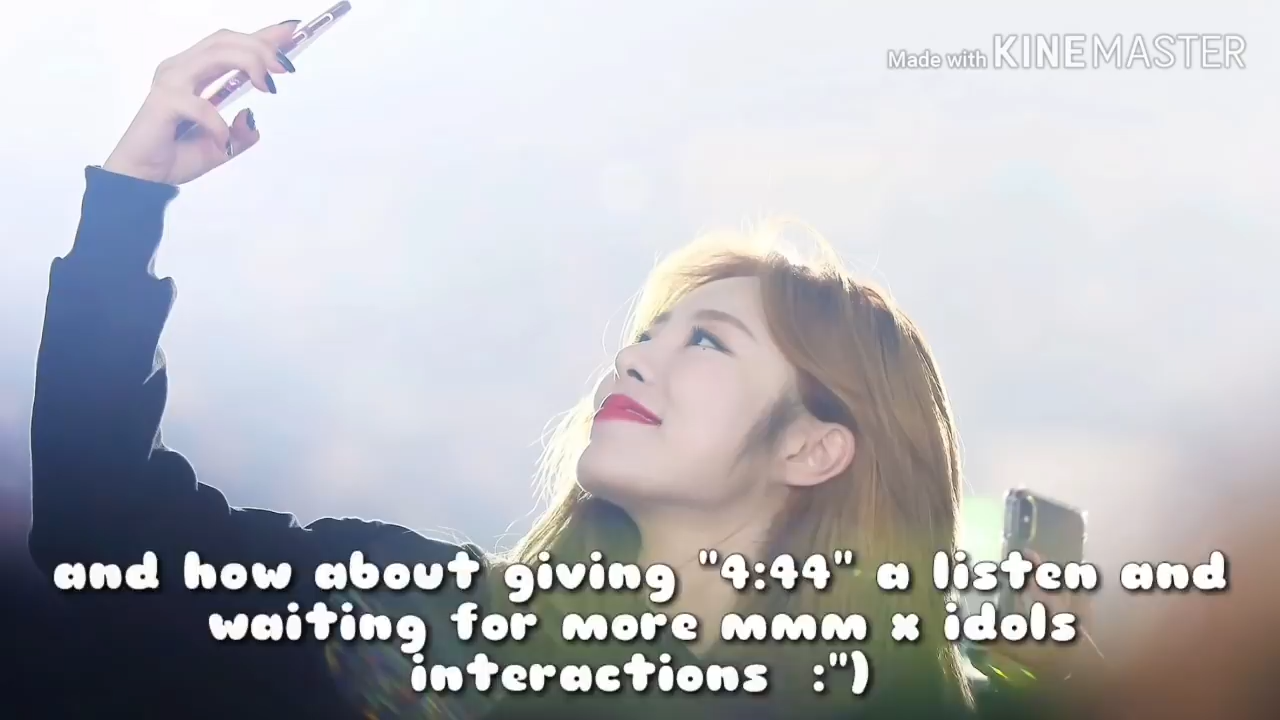 Made with KINEMASTER
and how about giving "4:44" a listen and
waiting for more mmm x idols
interactions :")